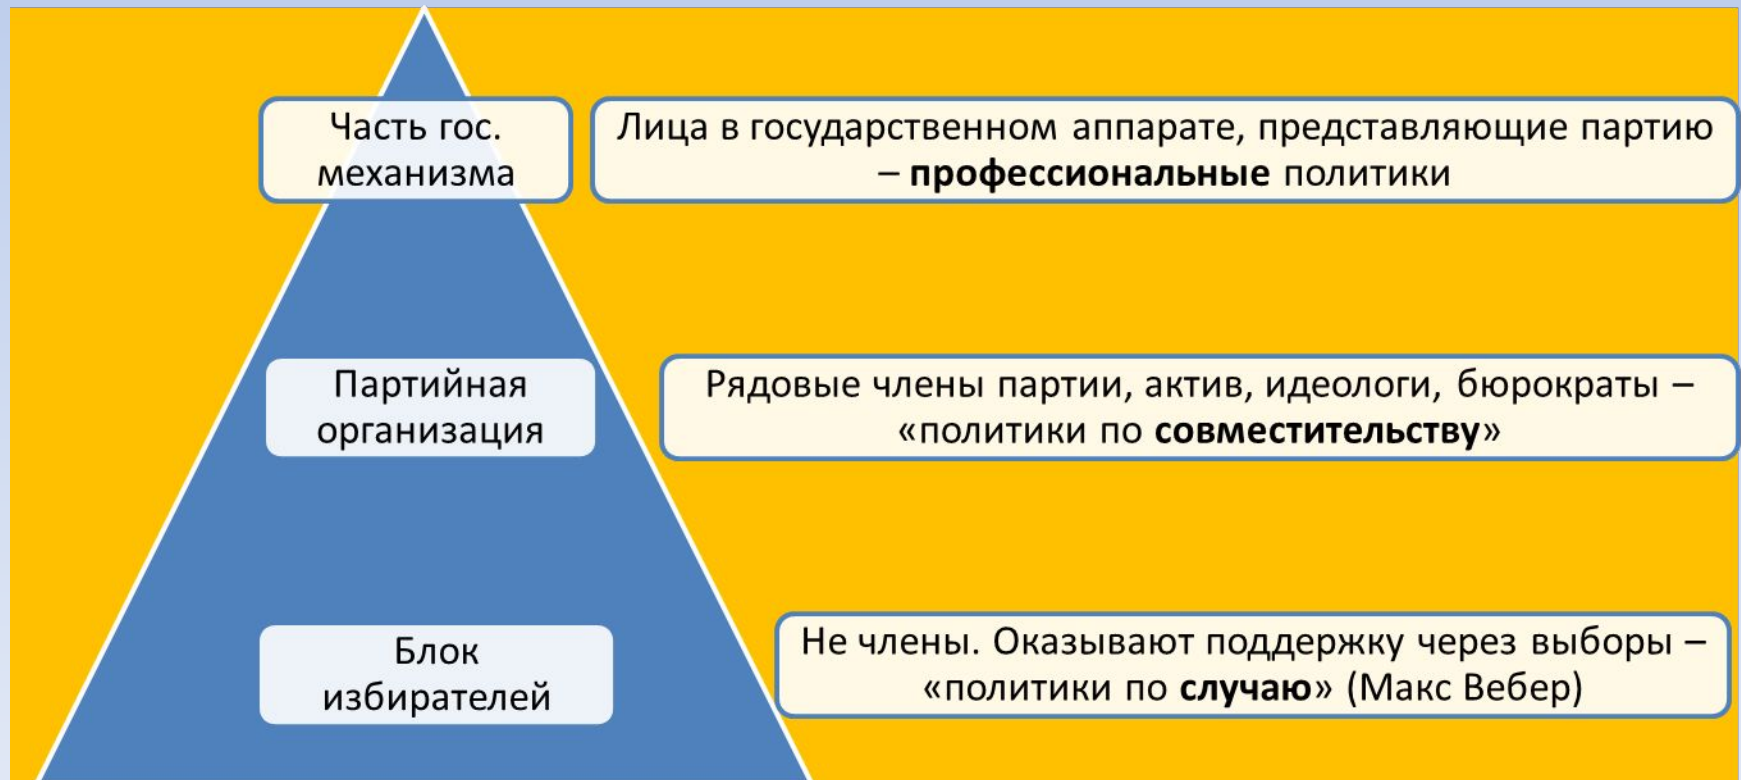 Часть гос.
механизма
Лица в государственном аппарате, представляющие партию
– профессиональные политики
Партийная
организация
Рядовые члены партии, актив, идеологи, бюрократы –
«политики по совместительству»
Блок
избирателей
Не члены. Оказывают поддержку через выборы –
«политики по случаю» (Макс Вебер)